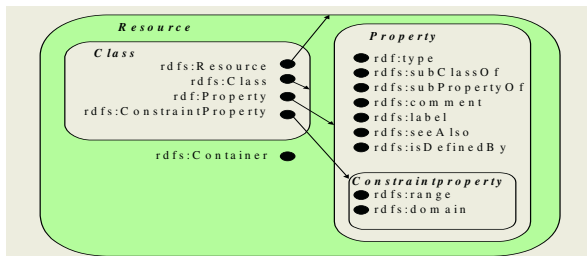 Resource
Class
rdfs:Resource
rdfs:Class
rdf:Property
rdfs:ConstraintProperty
rdfs:Container
Property
rdf:type
rdfs:subClassOf
rdfs:subPropertyOf
rdfs:comment
rdfs:label
rdfs:seeAlso
rdfs:isDefinedBy
Constraintproperty
rdfs:range
rdfs:domain